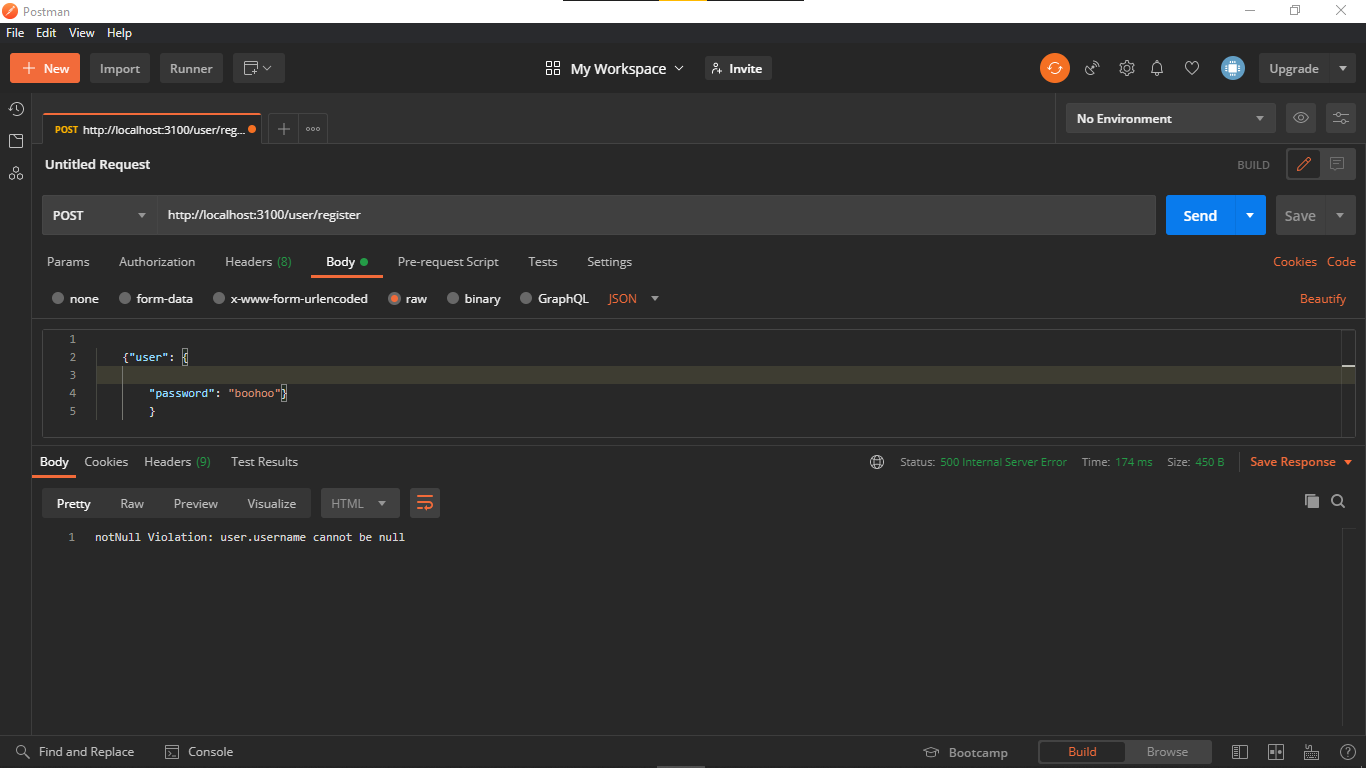 Postman
File Edit View Help
New Import Runner My Workspace Invite Upgrade
POST http://localhost:3100/user/reg... No Environment
Untitled Request BUILD
POST http://localhost:3100/user/register Send Save
Params Authorization Headers (8) Body Pre-request Script Tests Settings Cookies Code
none form-data x-www-form-urlencoded raw binary GraphQL JSON Beautify
1
2 {"user": {
3
4 "password": "boohoo"}
5 }
Body Cookies Headers (9) Test Results Status: 500 Internal Server Error Time: 174 ms Size: 450 B Save Response
Pretty Raw Preview Visualize HTML
1 notNull Violation: user.username cannot be null
Find and Replace Console Bootcamp Build Browse